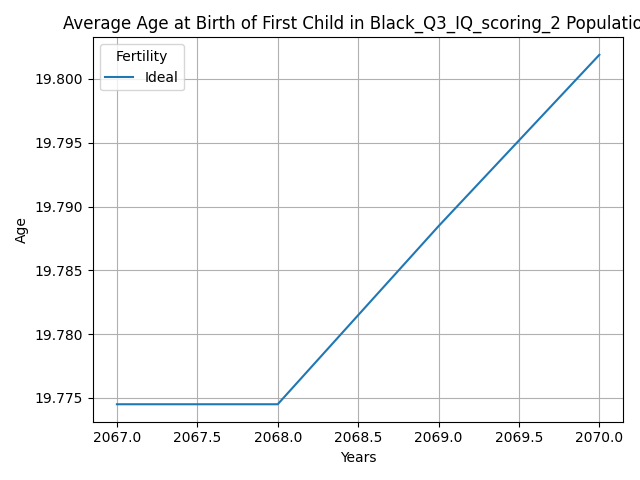 Average Age at Birth of First Child in Black_Q3_IQ_scoring_2 Populatio
Fertility
Ideal
19.800
19.795
19.790
19.785
19.780
19.775
Age
2067.0 2067.5 2068.0 2068.5 2069.0 2069.5 2070.0
Years